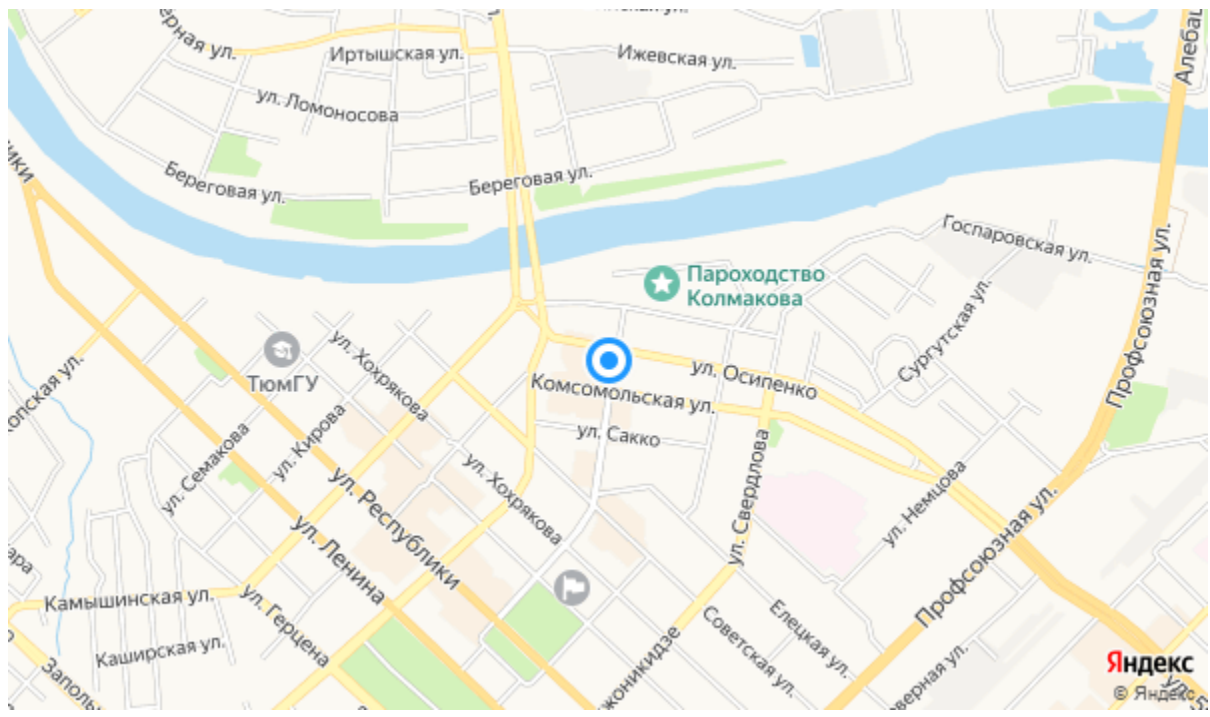 Иртышская ул.
Ижевская ул.
ул. Ломоносова
Береговая ул.
Береговая ул.
Госпаровская ул.
Пароходство
Колмакова
Профсоюзная ул.
Сургутская ул.
ТюмГУ
ул. Хохрякова
ул. Осипенко
Комсомольская ул.
ул. Сакко
ул. Семакова
ул. Кирова
ул. Республики
ул. Хохрякова
ул. Свердлова
ул. Немцова
ул. Ленина
Профсоюзная ул.
Камышинская ул.
ул. Герцена
Каширская ул.
Советская ул.
Елецкая ул.
Яндекс
© Яндекс